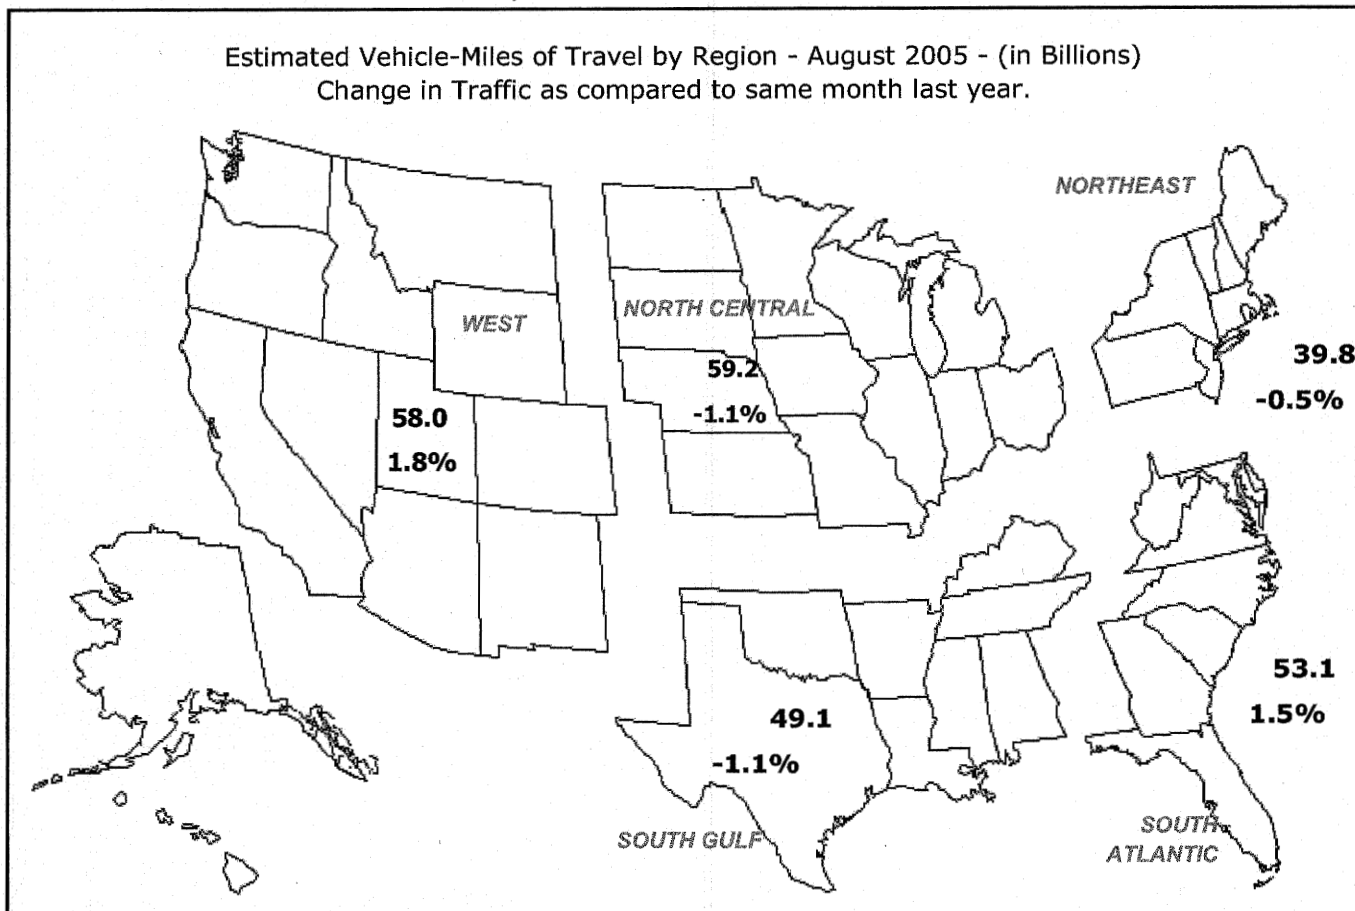 Estimated Vehicle-Miles of Travel by Region - August 2005 - (in Billions)
Change in Traffic as compared to same month last year.
NORTHEAST
39.8
-0.5%
WEST
58.0
1.8%
NORTH CENTRAL
59.2
-1.1%
SOUTH GULF
49.1
-1.1%
SOUTH
ATLANTIC
53.1
1.5%